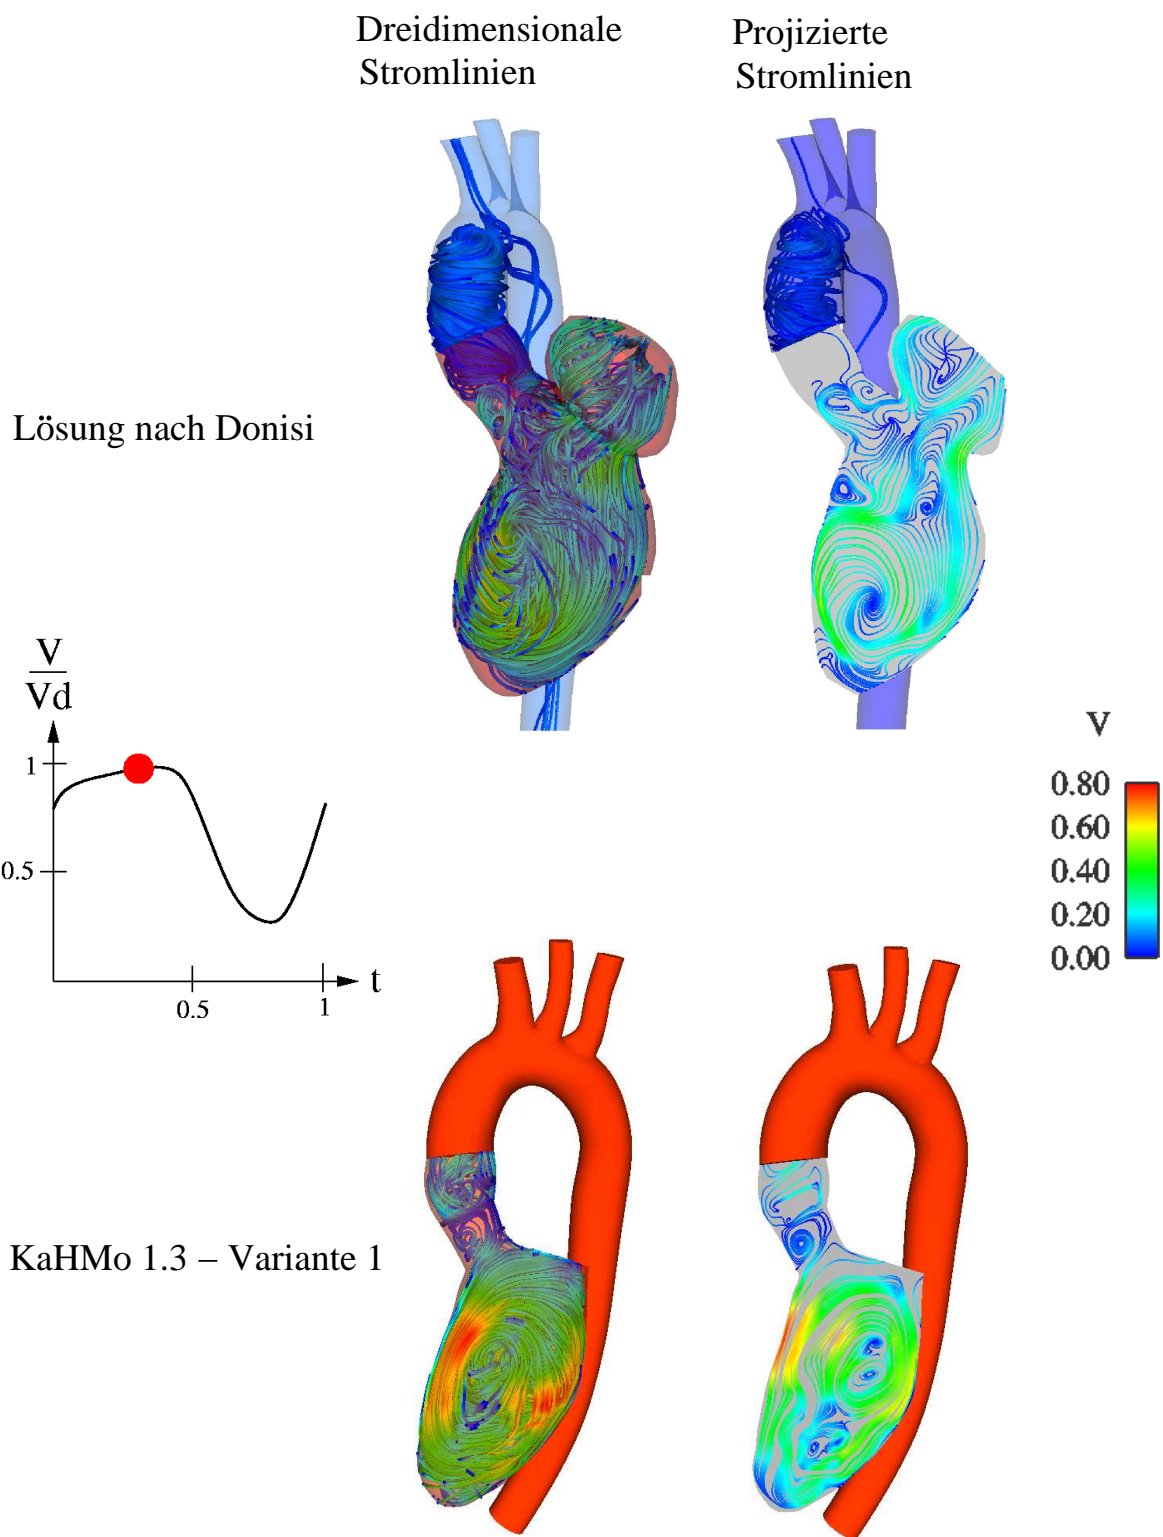 Dreidimensionale
Stromlinien
Projizierte
Stromlinien
Lösung nach Donisi
V
Vd
1
0.5
0.5
1
t
V
0.80
0.60
0.40
0.20
0.00
KaHMo 1.3 – Variante 1